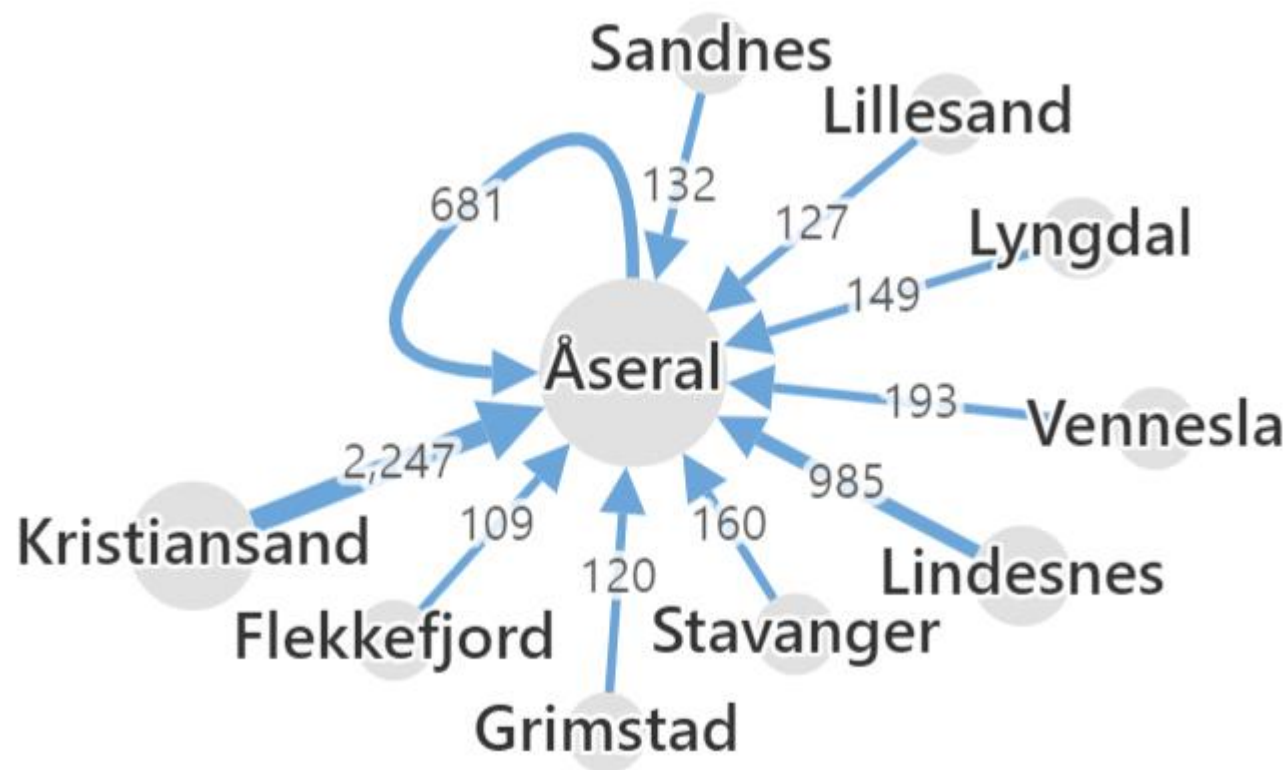 Sandnes
Lillesand
132
681
127
Lyngdal
149
Åseral
193
Vennesla
2,247
985
Kristiansand
109
160
120
Lindesnes
Flekkefjord
Stavanger
Grimstad